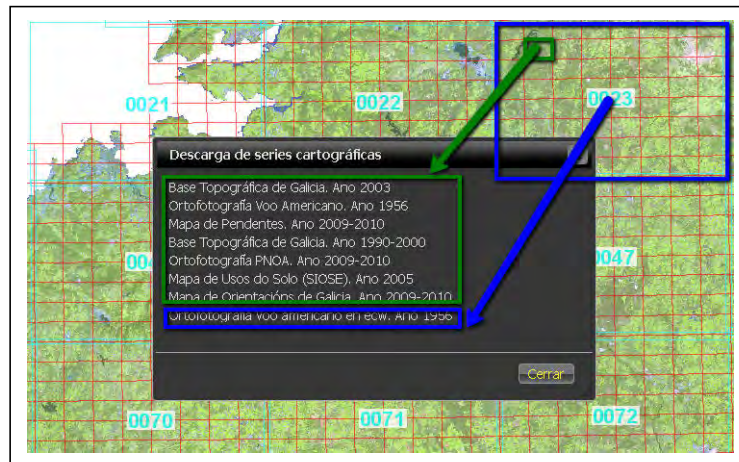 0021
0022
0023
Descarga de series cartográficas
Base Topográfica de Galicia. Ano 2003
Ortofotografía Voo Americano. Ano 1956
Mapa de Pendentes. Ano 2009-2010
Base Topográfica de Galicia. Ano 1990-2000
Ortofotografía PNOA. Ano 2009-2010
Mapa de Usos do Solo (SIOSE). Ano 2005
Mapa de Orientacións de Galicia. Ano 2009-2010
Ortofotografía Voo americano en ecw. Ano 1956
Cerrar
004
0047
0070
0071
0072